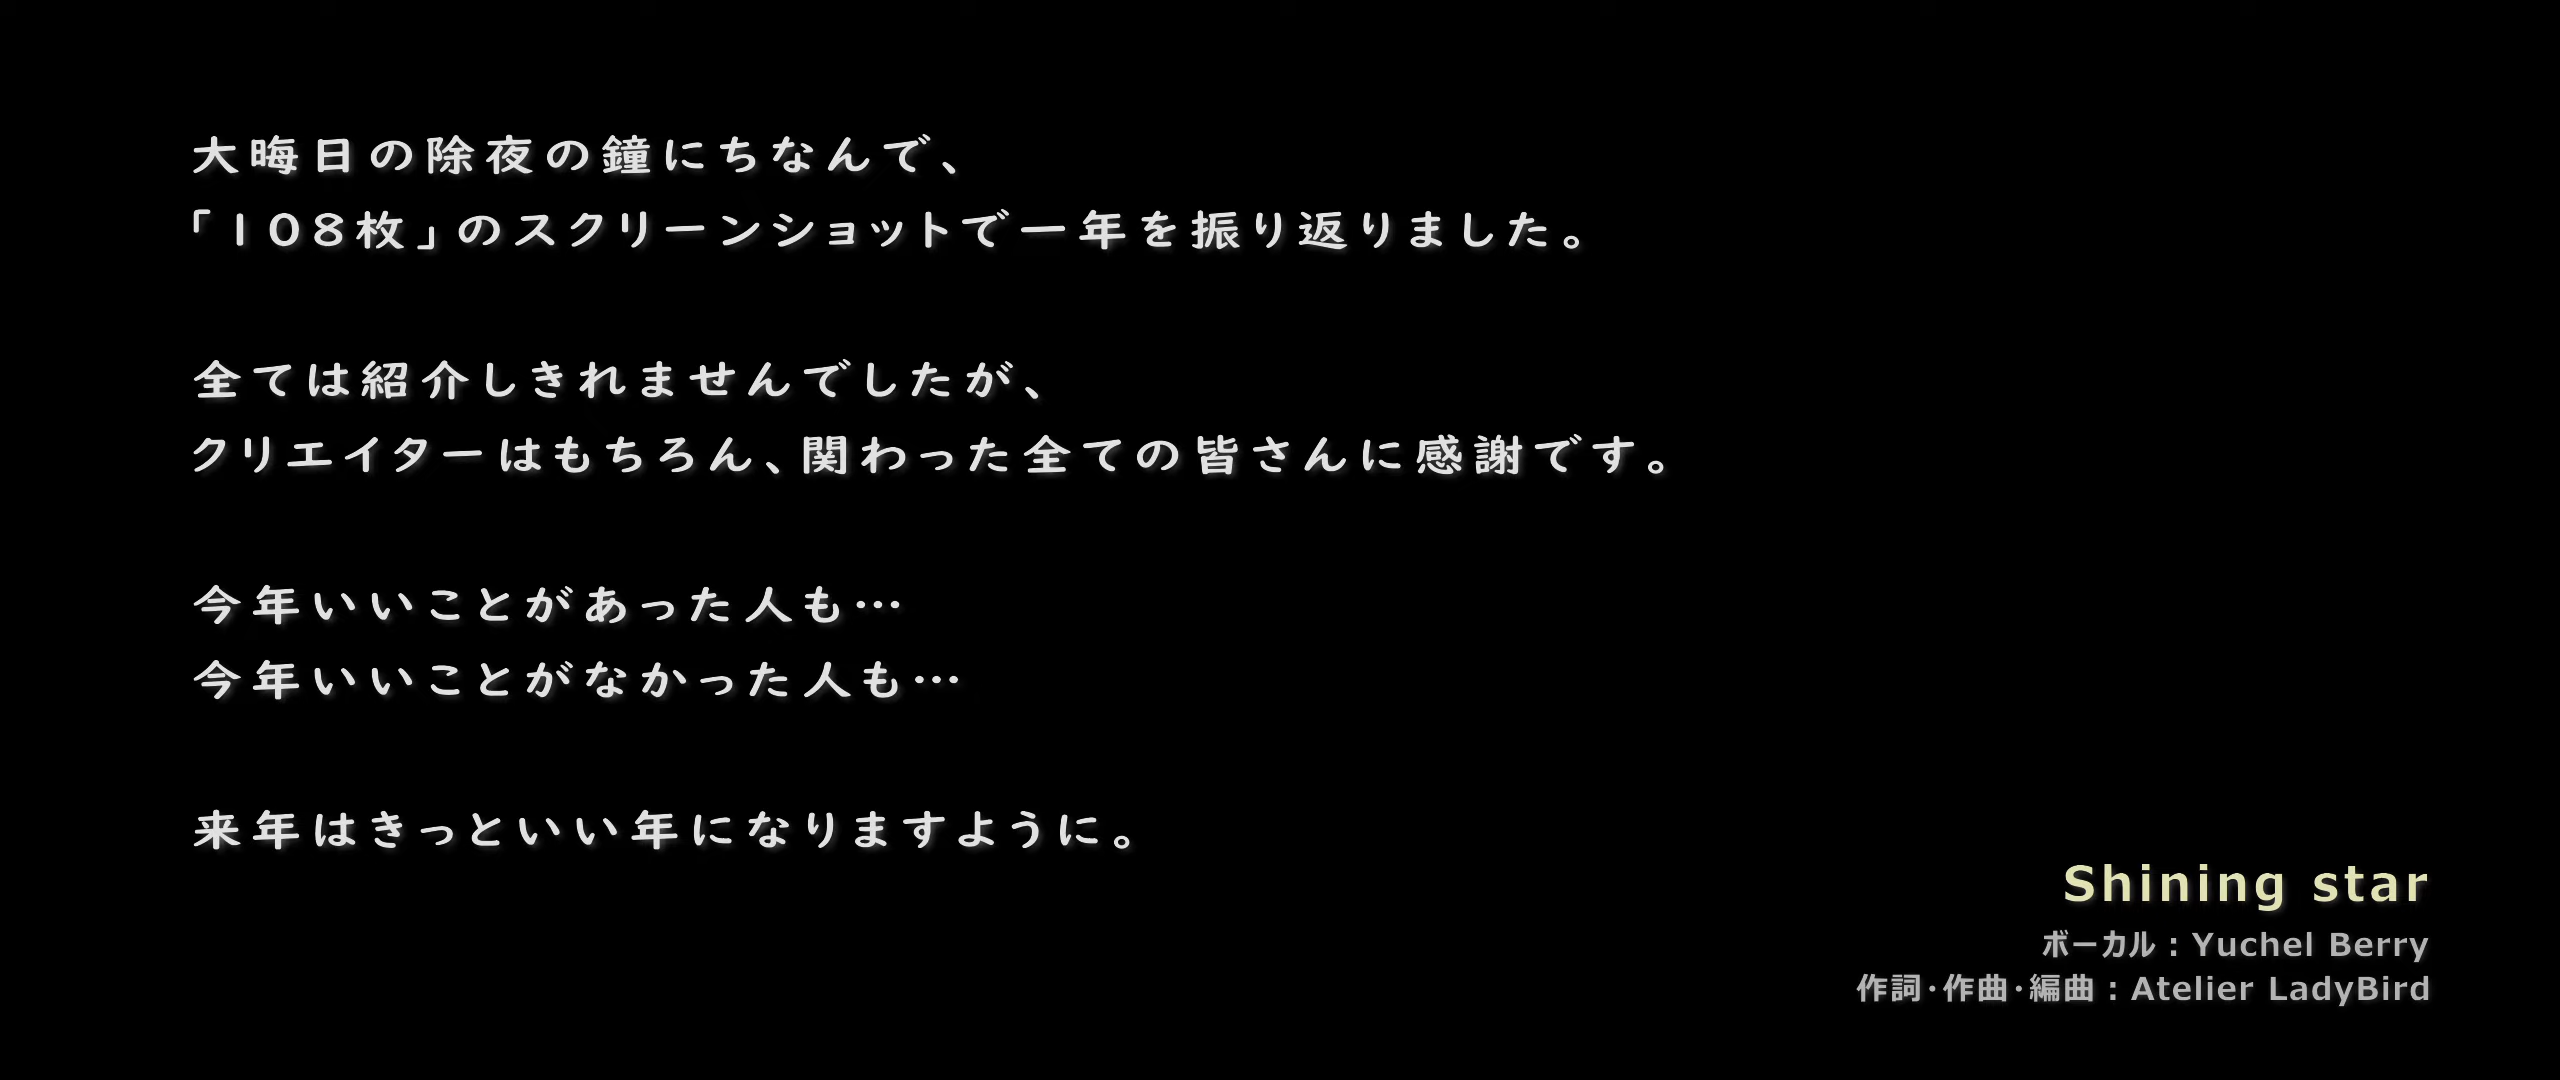 大晦日の除夜の鐘にちなんで、
「108枚」のスクリーンショットで一年を振り返りました。
全ては紹介しきれませんでしたが、
クリエイターはもちろん、関わった全ての皆さんに感謝です。
今年いいことがあった人も…
今年いいことがなかった人も…
来年はきっといい年になりますように。
Shining star
ボーカル：Yuchel Berry
作詞・作曲・編曲：Atelier LadyBird